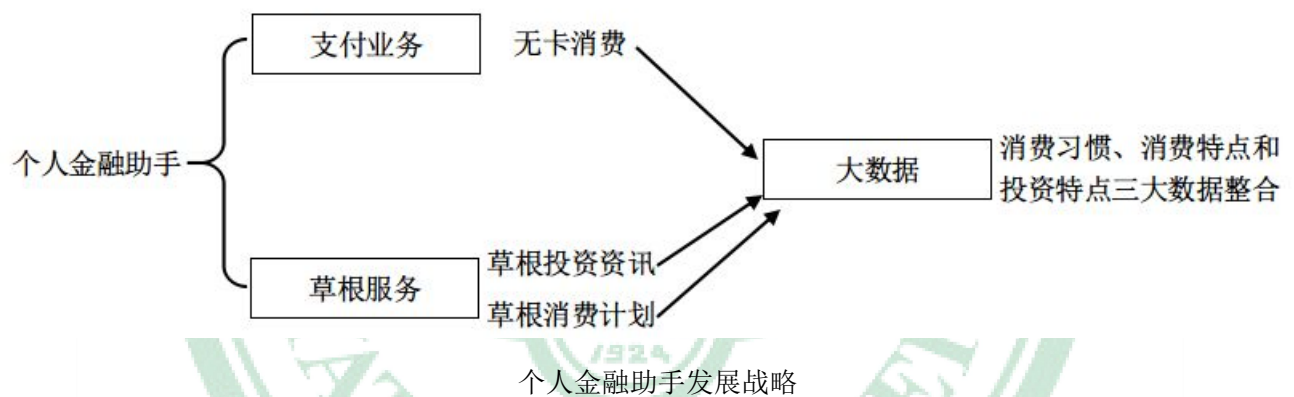 支付业务
无卡消费
个人金融助手
大数据
消费习惯、消费特点和
投资特点三大数据整合
草根服务
草根投资资讯
草根消费计划
1924
个人金融助手发展战略